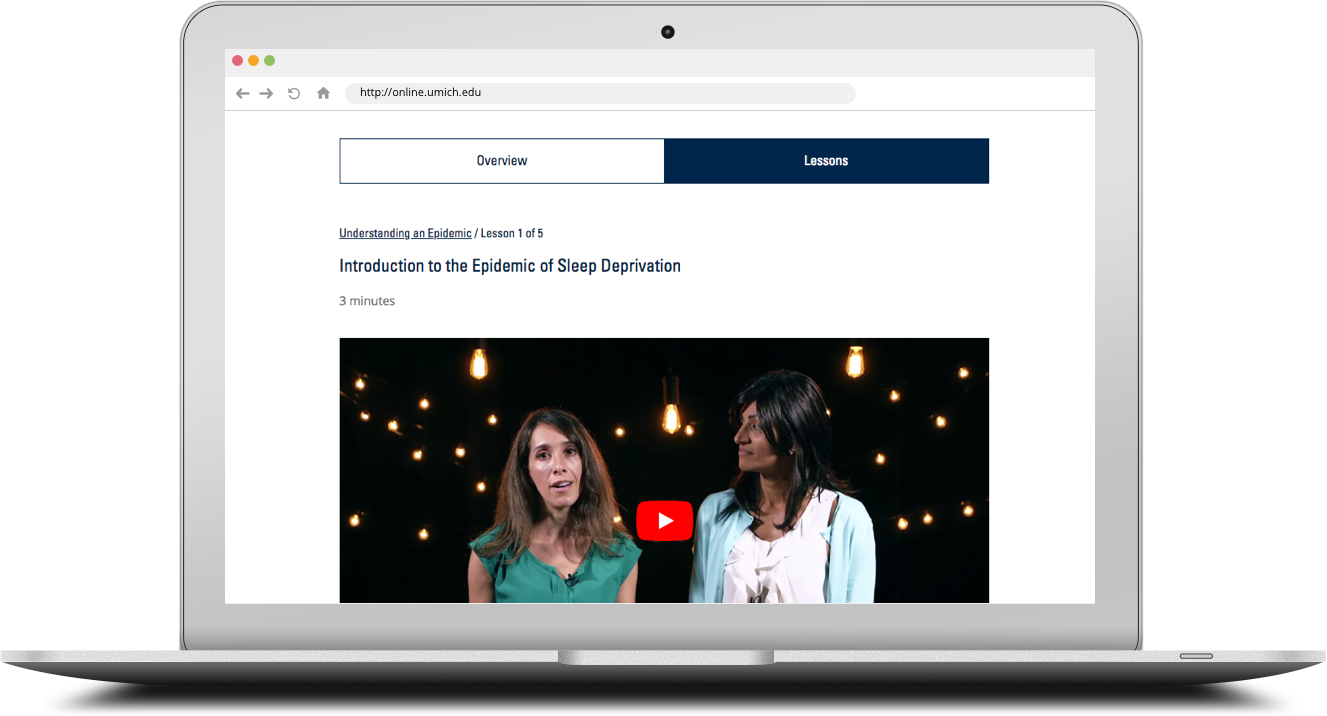 http://online.umich.edu
Overview
Lessons
Understanding an Epidemic / Lesson 1 of 5
Introduction to the Epidemic of Sleep Deprivation
3 minutes